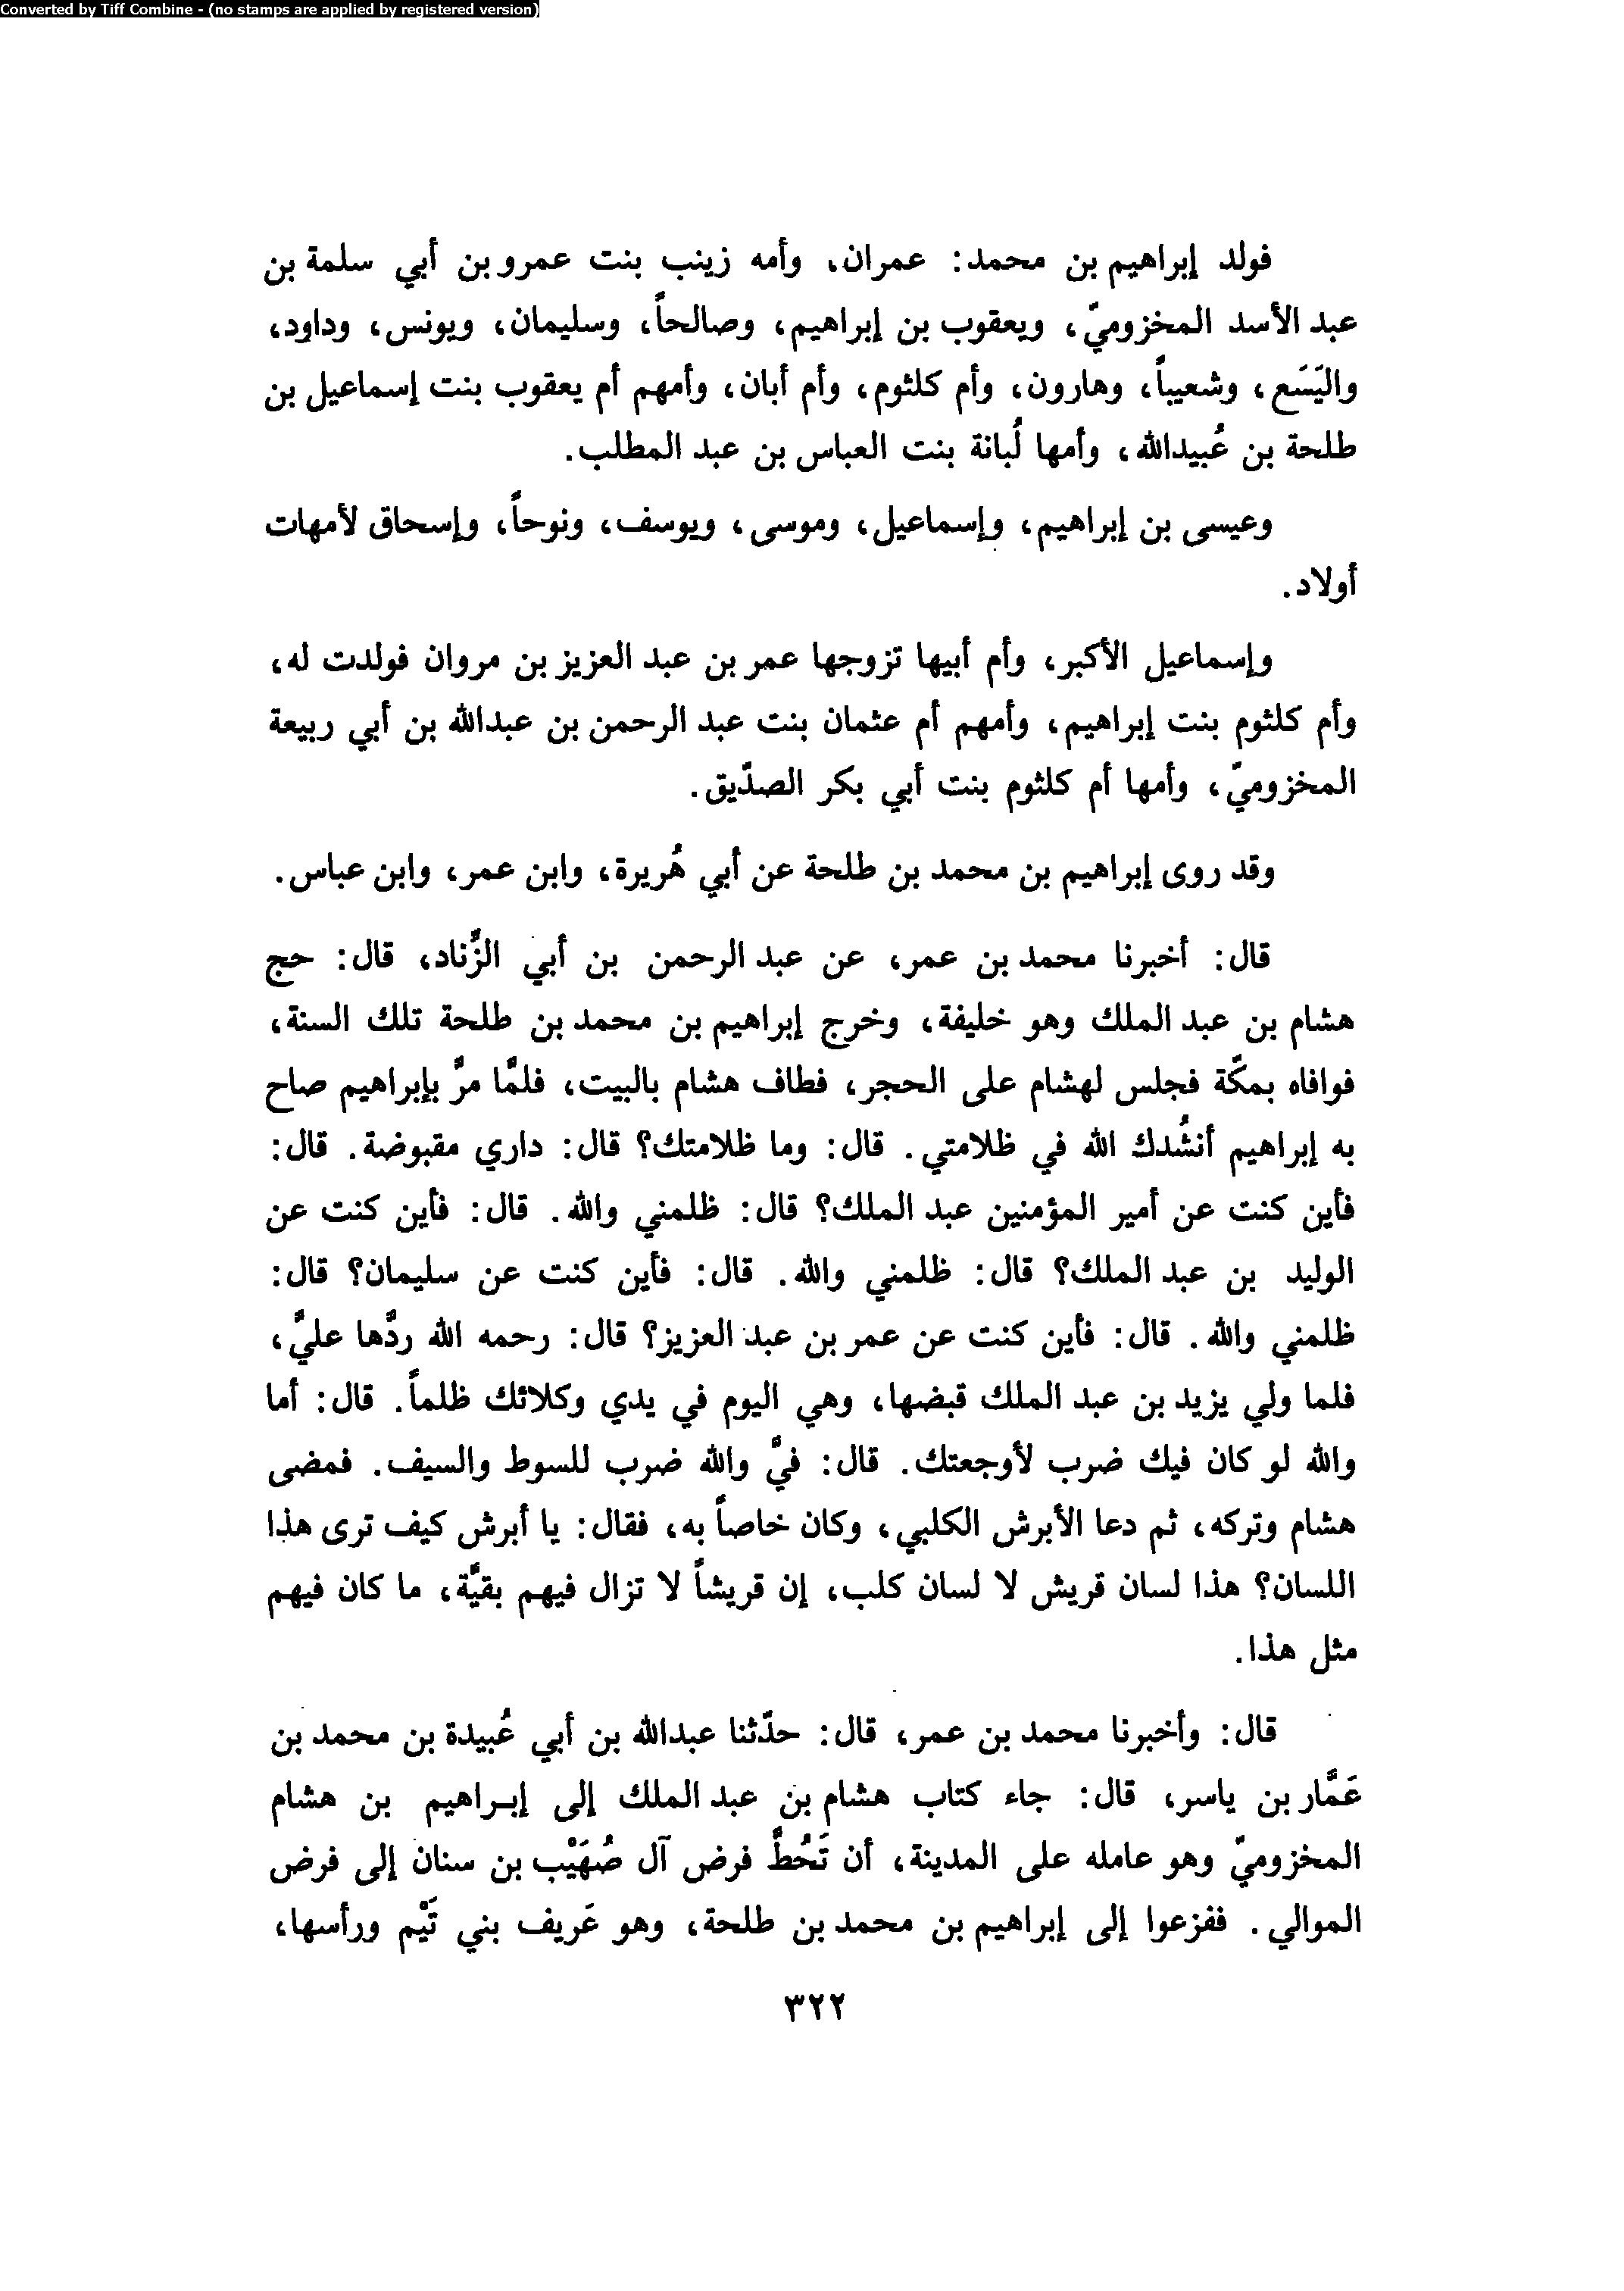 Converted by Tiff Combine - (no stamps are applied by registered version)
فولد إبراهيم بن محمد: عمران، وأمه زينب بنت عمرو بن أبي سلمة بن
عبد الأسد المخزوميّ، ويعقوب بن إبراهيم، وصالحاً، وسليمان، ويونس، وداود،
واليَسَع، وشعيباً، وهارون، وأم كلثوم، وأم أبان، وأمهم أم يعقوب بنت إسماعيل بن
طلحة بن عُبيدالله، وأمها لُبانة بنت العباس بن عبد المطلب.
وعيسى بن إبراهيم، وإسماعيل، وموسى، ويوسف، ونوحاً، وإسحاق لأمهات
أولاد.
وإسماعيل الأكبر، وأم أبيها تزوجها عمر بن عبد العزيز بن مروان فولدت له،
وأم كلثوم بنت إبراهيم، وأمهم أم عثمان بنت عبد الرحمن بن عبدالله بن أبي ربيعة
المخزوميّ، وأمها أم كلثوم بنت أبي بكر الصدّيق.
وقد روى إبراهيم بن محمد بن طلحة عن أبي هُريرة، وابن عمر، وابن عباس.
قال: أخبرنا محمد بن عمر، عن عبد الرحمن بن أبي الزِّناد، قال: حج
هشام بن عبد الملك وهو خليفة، وخرج إبراهيم بن محمد بن طلحة تلك السنة،
فوافاه بمكّة فجلس لهشام على الحجر، فطاف هشام بالبيت، فلمَّا مرَّ بإبراهيم صاح
به إبراهيم أنشُدك الله في ظلامتي. قال: وما ظلامتك؟ قال: داري مقبوضة. قال:
فأين كنت عن أمير المؤمنين عبد الملك؟ قال: ظلمني والله. قال: فأين كنت عن
الوليد بن عبد الملك؟ قال: ظلمني والله. قال: فأين كنت عن سليمان؟ قال:
ظلمني والله. قال: فأين كنت عن عمر بن عبد العزيز؟ قال: رحمه الله ردَّها عليَّ،
فلما ولي يزيد بن عبد الملك قبضها، وهي اليوم في يدي وكلائك ظلماً. قال: أما
والله لو كان فيك ضرب لأوجعتك. قال: فيَّ والله ضرب للسوط والسيف. فمضى
هشام وتركه، ثم دعا الأبرش الكلبي، وكان خاصاً به، فقال: يا أبرش كيف ترى هذا
اللسان؟ هذا لسان قريش لا لسان كلب، إن قريشاً لا تزال فيهم بقيَّة، ما كان فيهم
مثل هذا.
قال: وأخبرنا محمد بن عمر، قال: حدّثنا عبدالله بن أبي عُبيدة بن محمد بن
عَمَّار بن ياسر، قال: جاء كتاب هشام بن عبد الملك إلى إبـراهيم بن هشام
المخزوميّ وهو عامله على المدينة، أن تَحُطَّ فرض آل صُهَيْب بن سنان إلى فرض
الموالي. ففزعوا إلى إبراهيم بن محمد بن طلحة، وهو عَريف بني تَيْم ورأسها،
٣٢٢